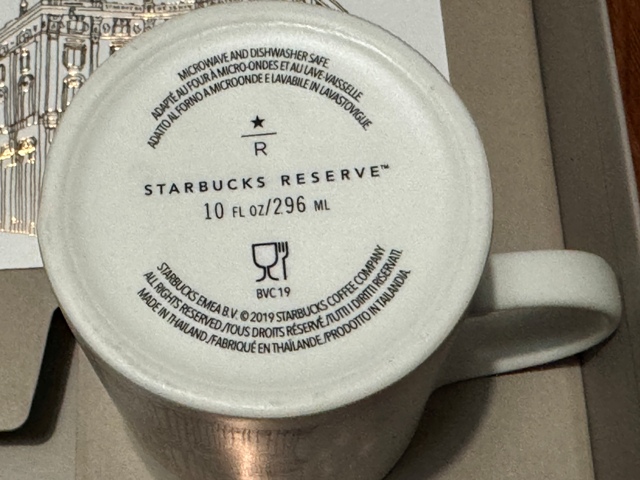 MICROWAVE AND DISHWASHER SAFE.
ADAPTÉ AU FOUR À MICRO-ONDES ET AU LAVE-VAISSELLE
ADATTO AL FORNO A MICROONDE E LAVABILE IN LAVASTOVIGLIE.
R
STARBUCKS RESERVE™
10 FL OZ/296 ML
BVC 19
STARBUCKS EMEA B.V. © 2019 STARBUCKS COFFEE COMPANY
ALL RIGHTS RESERVED./TOUS DROITS RÉSERVÉ./TUTTI DIRITTI RISERVATI.
MADE IN THAILAND./FABRIQUÉ EN THAÏLANDE./PRODOTTO IN TAILANDIA.